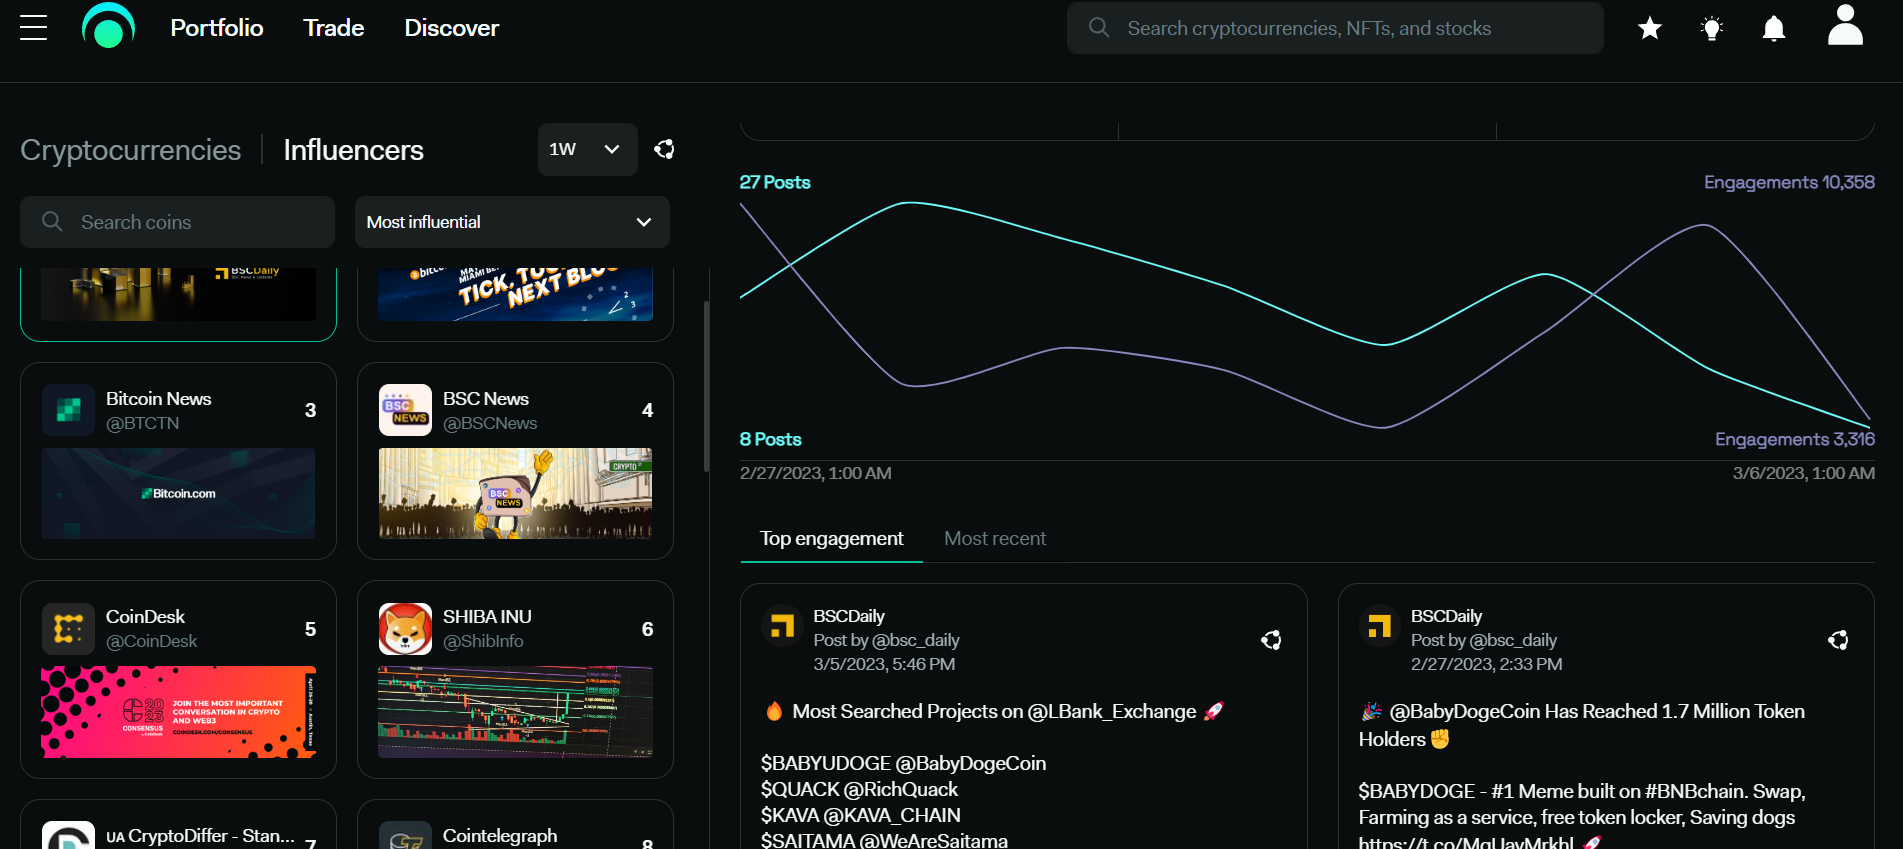 Portfolio
Trade
Discover
Search cryptocurrencies, NFTs, and stocks
Cryptocurrencies
Influencers
1W
Search coins
Most influential
BSCDaily
TICK,
NEXT
Bitcoin News
@BTCTN
3
Bitcoin.com
BSC News
@BSCNews
4
BSC
NEWS
CRYPTO
BSC
NEWS
CoinDesk
@CoinDesk
5
2023
CONSENSUS
JOIN THE MOST IMPORTANT
CONVERSATION IN CRYPTO
AND WEB3
COINDESK.COM/CONSENSUS
SHIBA INU
@ShibInfo
6
UA CryptoDiffer - Stan...
7
Cointelegraph
8
27 Posts
Engagements 10,358
8 Posts
Engagements 3,316
2/27/2023, 1:00 AM
3/6/2023, 1:00 AM
Top engagement
Most recent
BSCDaily
Post by @bsc_daily
3/5/2023, 5:46 PM
🔥 Most Searched Projects on @LBank_Exchange 🚀
$BABYUDOGE @BabyDogeCoin
$QUACK @RichQuack
$KAVA @KAVA_CHAIN
$SAITAMA @WeAreSaitama
BSCDaily
Post by @bsc_daily
2/27/2023, 2:33 PM
🎉 @BabyDogeCoin Has Reached 1.7 Million Token
Holders ✊
$BABYDOGE - #1 Meme built on #BNBchain. Swap,
Farming as a service, free token locker, Saving dogs